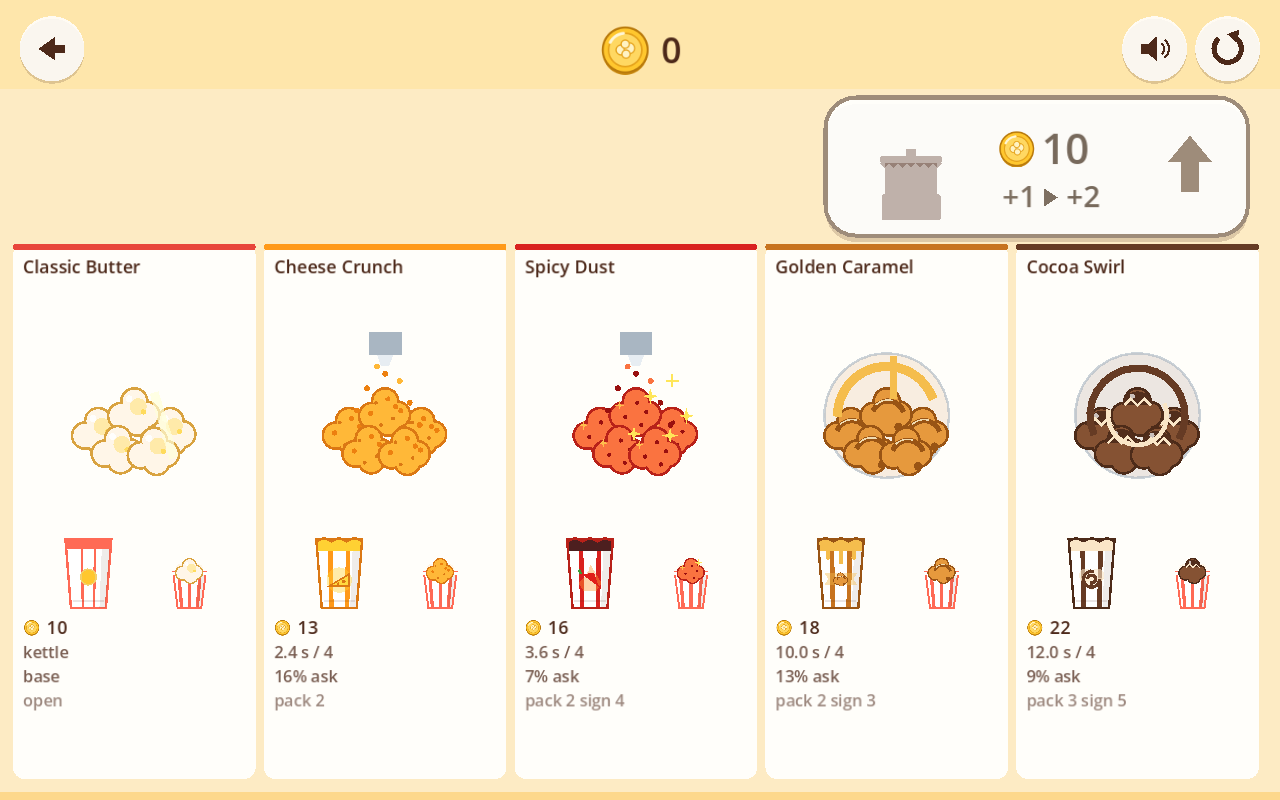 0
10
+1 ▶ +2
Classic Butter
10
kettle
base
open
Cheese Crunch
13
2.4 s / 4
16% ask
pack 2
Spicy Dust
16
3.6 s / 4
7% ask
pack 2 sign 4
Golden Caramel
18
10.0 s / 4
13% ask
pack 2 sign 3
Cocoa Swirl
22
12.0 s / 4
9% ask
pack 3 sign 5